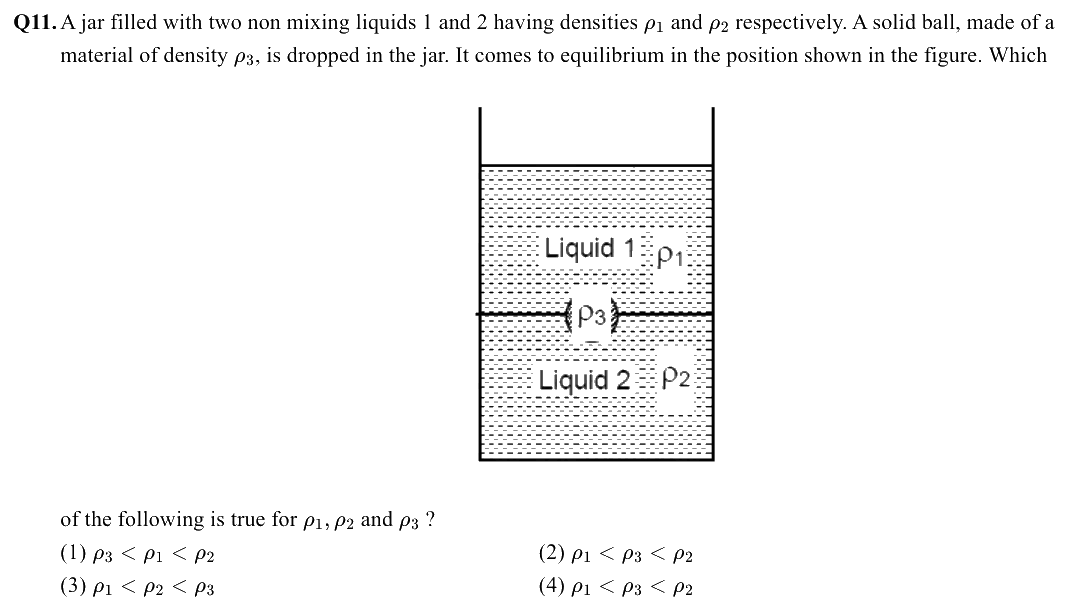 Q11. A jar filled with two non mixing liquids 1 and 2 having densities ρ₁ and ρ₂ respectively. A solid ball, made of a
material of density ρ₃, is dropped in the jar. It comes to equilibrium in the position shown in the figure. Which
Liquid 1 ρ₁
ρ₃
Liquid 2 ρ₂
of the following is true for ρ₁, ρ₂ and ρ₃ ?
(1) ρ₃ < ρ₁ < ρ₂ (2) ρ₁ < ρ₃ < ρ₂
(3) ρ₁ < ρ₂ < ρ₃ (4) ρ₁ < ρ₃ < ρ₂